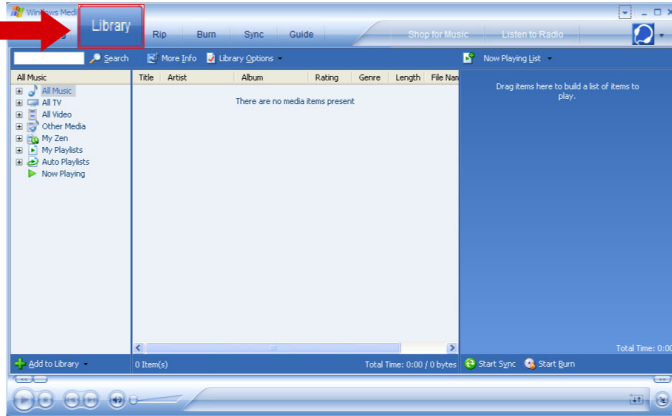 Windows Medi
Library
Rip
Burn
Sync
Guide
Shop for Music
Listen to Radio
Search
More Info
Library Options
Now Playing List
All Music
Title
Artist
Album
Rating
Genre
Length
File Nam
All Music
All TV
All Video
Other Media
My Zen
My Playlists
Auto Playlists
Now Playing
There are no media items present
Drag items here to build a list of items to
play.
Total Time: 0:00
Add to Library
0 Item(s)
Total Time: 0:00 / 0 bytes
Start Sync
Start Burn